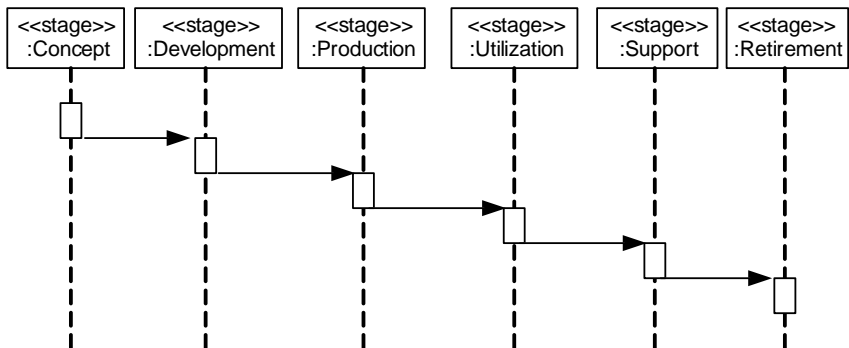 <<stage>>
:Concept
<<stage>>
:Development
<<stage>>
:Production
<<stage>>
:Utilization
<<stage>>
:Support
<<stage>>
:Retirement